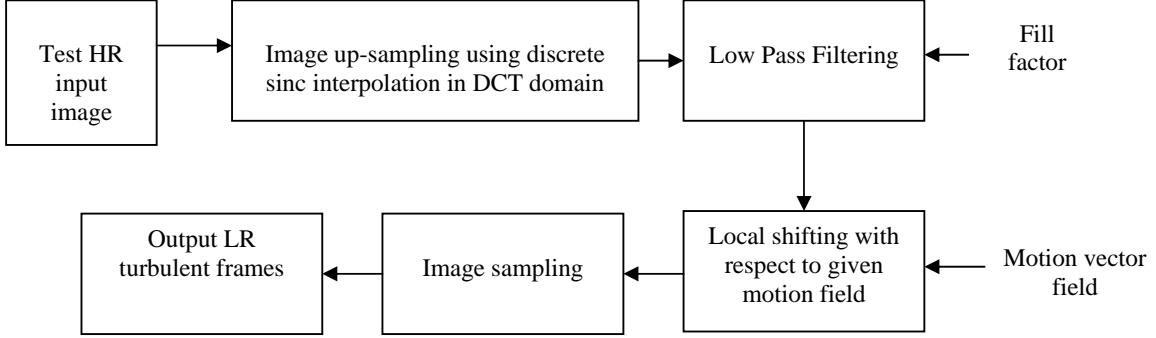 Test HR
input
image
Image up-sampling using discrete
sinc interpolation in DCT domain
Low Pass Filtering
Fill
factor
Output LR
turbulent frames
Image sampling
Local shifting with
respect to given
motion field
Motion vector
field